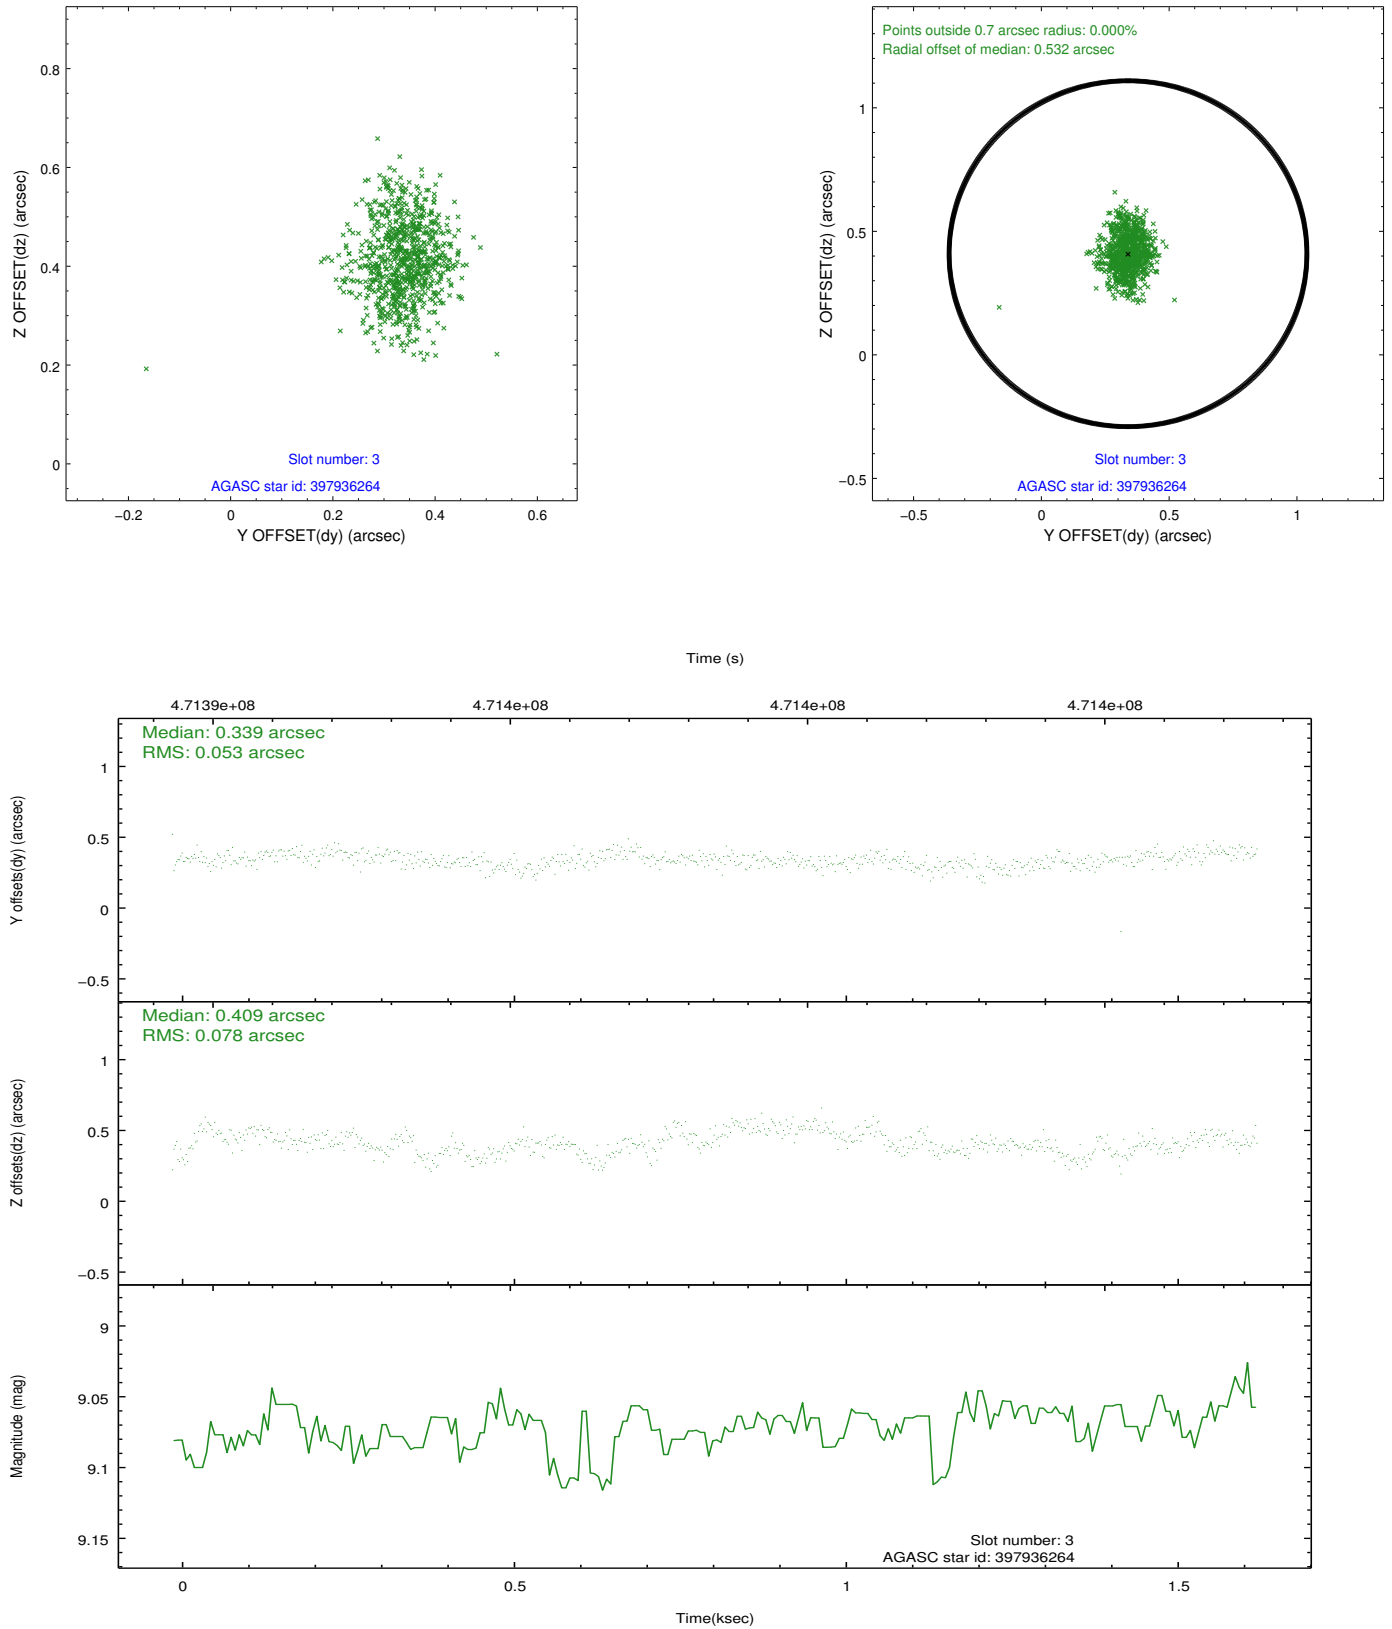 0.8
0.6
0.4
0.2
0
Z OFFSET(dz) (arcsec)
Slot number: 3
AGASC star id: 397936264
−0.2 0 0.2 0.4 0.6
Y OFFSET(dy) (arcsec)
Points outside 0.7 arcsec radius: 0.000%
Radial offset of median: 0.532 arcsec
1
0.5
0
−0.5
Z OFFSET(dz) (arcsec)
Slot number: 3
AGASC star id: 397936264
−0.5 0 0.5 1
Y OFFSET(dy) (arcsec)
Time (s)
4.7139e+08 4.714e+08 4.714e+08 4.714e+08
Median: 0.339 arcsec
RMS: 0.053 arcsec
1
0.5
0
−0.5
Y offsets(dy) (arcsec)
Median: 0.409 arcsec
RMS: 0.078 arcsec
1
0.5
0
−0.5
Z offsets(dz) (arcsec)
9
9.05
9.1
9.15
Magnitude (mag)
Slot number: 3
AGASC star id: 397936264
0 0.5 1 1.5
Time(ksec)